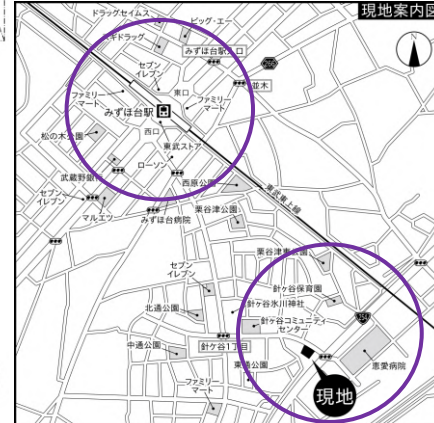 現地案内図
ドラッグセイムス
ビッグ・エー
スギドラッグ
みずほ台駅入口
セブン
イレブン
東口
並木
ファミリー
マート
ファミリー
マート
みずほ台駅
西口
松の木公園
東武ストア
ローソン
武蔵野銀行
西原公園
東武東上線
セブン
イレブン
マルエツ
みずほ台病院
栗谷津公園
栗谷津東公園
セブン
イレブン
針ヶ谷保育園
針ヶ谷氷川神社
北通公園
針ヶ谷コミュニティ
センター
254
中通公園
針ケ谷1丁目
恵愛病院
東通公園
ファミリー
マート
現地